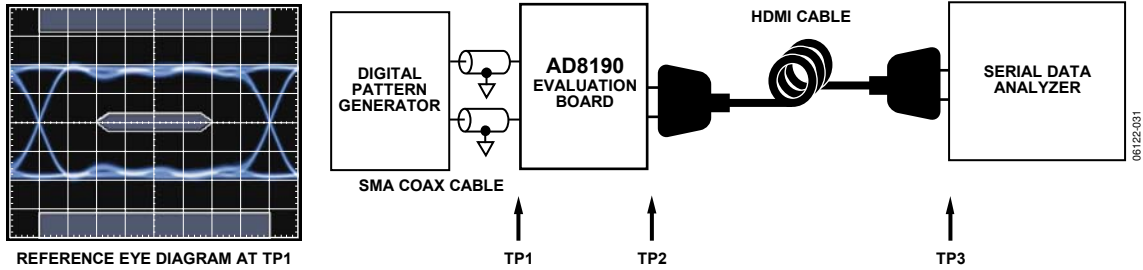 REFERENCE EYE DIAGRAM AT TP1
DIGITAL
PATTERN
GENERATOR
SMA COAX CABLE
AD8190
EVALUATION
BOARD
HDMI CABLE
SERIAL DATA
ANALYZER
TP1
TP2
TP3
06122-031